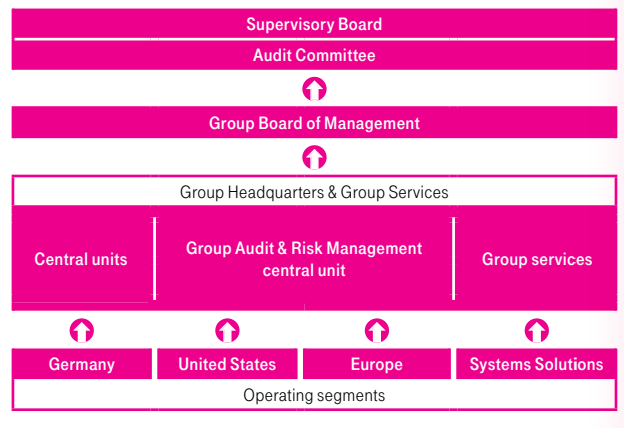 Supervisory Board
Audit Committee
Group Board of Management
Group Headquarters & Group Services
Central units
Group Audit & Risk Management
central unit
Group services
Germany
United States
Europe
Systems Solutions
Operating segments